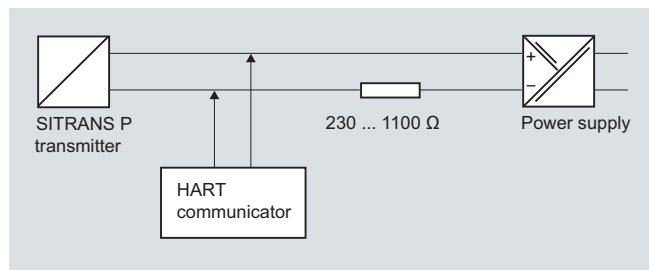 +
−
SITRANS P
transmitter
230 ... 1100 Ω
Power supply
HART
communicator